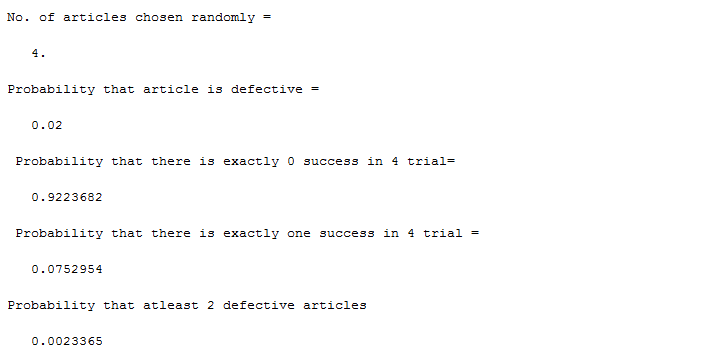 No. of articles chosen randomly =
4.
Probability that article is defective =
0.02
Probability that there is exactly 0 success in 4 trial=
0.9223682
Probability that there is exactly one success in 4 trial =
0.0752954
Probability that atleast 2 defective articles
0.0023365